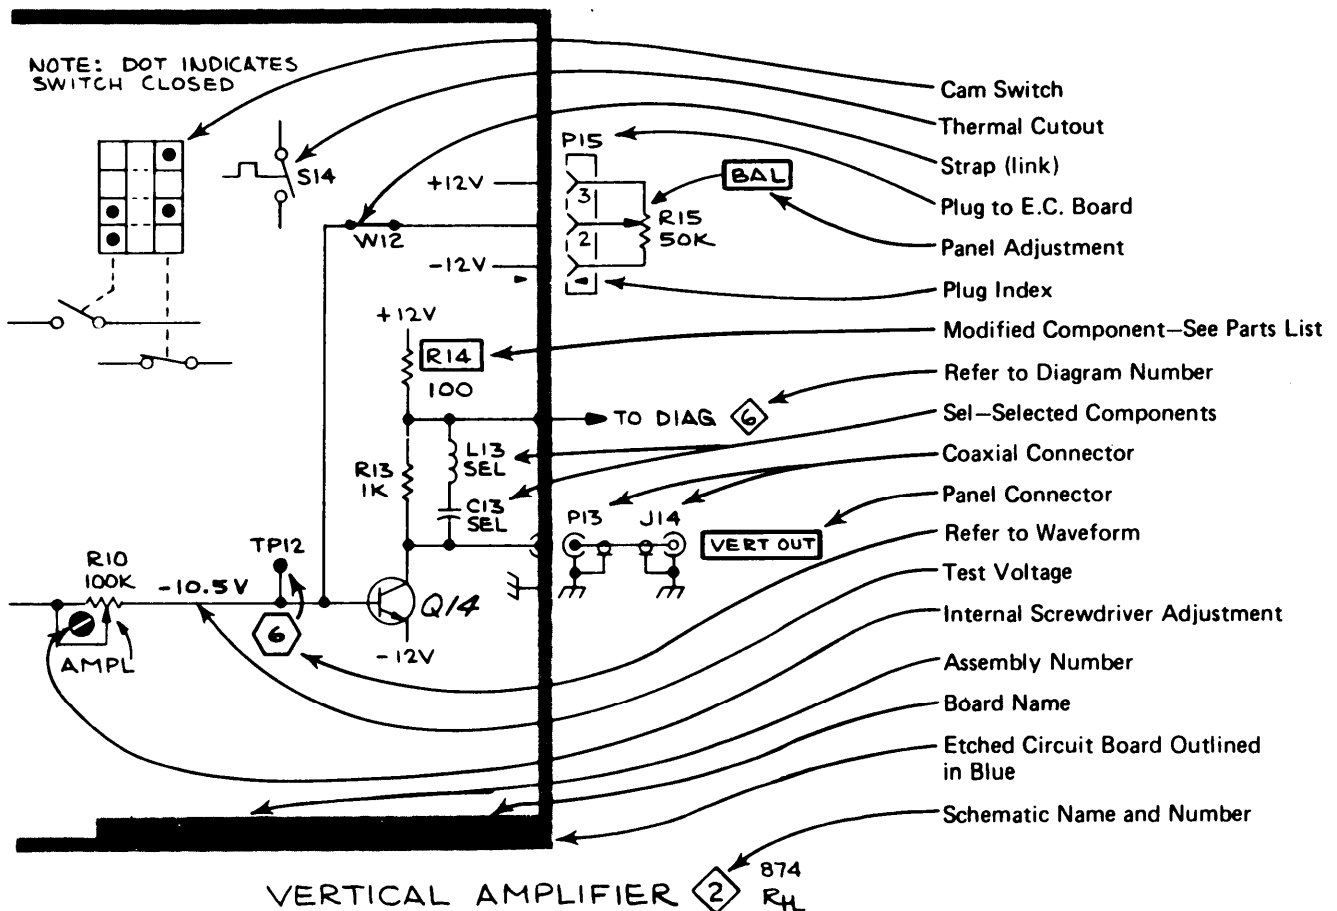 NOTE: DOT INDICATES
SWITCH CLOSED
S14
+12V
W12
-12V
P15
3
2
BAL
R15
50K
+12V
R14
100
TO DIAG 6
L13
SEL
R13
1K
C13
SEL
P13
J14
VERT OUT
TP12
R10
100K
-10.5V
Q14
6
AMPL
-12V
Cam Switch
Thermal Cutout
Strap (link)
Plug to E.C. Board
Panel Adjustment
Plug Index
Modified Component—See Parts List
Refer to Diagram Number
Sel—Selected Components
Coaxial Connector
Panel Connector
Refer to Waveform
Test Voltage
Internal Screwdriver Adjustment
Assembly Number
Board Name
Etched Circuit Board Outlined
in Blue
Schematic Name and Number
VERTICAL AMPLIFIER 2
874